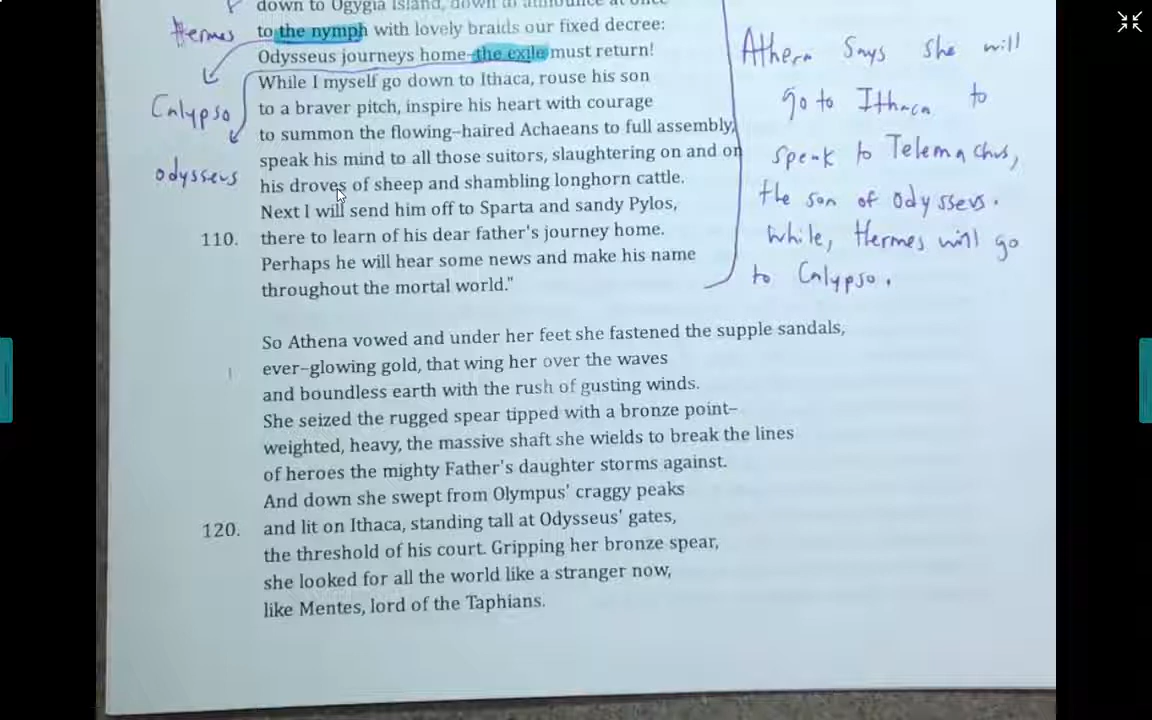 down to Ogygia Island, down to announce at once
to the nymph with lovely braids our fixed decree:
Odysseus journeys home–the exile must return!
While I myself go down to Ithaca, rouse his son
to a braver pitch, inspire his heart with courage
to summon the flowing–haired Achaeans to full assembly,
speak his mind to all those suitors, slaughtering on and on
his droves of sheep and shambling longhorn cattle.
Next I will send him off to Sparta and sandy Pylos,
110. there to learn of his dear father's journey home.
Perhaps he will hear some news and make his name
throughout the mortal world."
So Athena vowed and under her feet she fastened the supple sandals,
ever–glowing gold, that wing her over the waves
and boundless earth with the rush of gusting winds.
She seized the rugged spear tipped with a bronze point–
weighted, heavy, the massive shaft she wields to break the lines
of heroes the mighty Father's daughter storms against.
And down she swept from Olympus' craggy peaks
120. and lit on Ithaca, standing tall at Odysseus' gates,
the threshold of his court. Gripping her bronze spear,
she looked for all the world like a stranger now,
like Mentes, lord of the Taphians.
Hermes
Calypso
odysseus
Athena says she will
go to Ithaca to
speak to Telemachus,
the son of Odysseus.
While, Hermes will go
to Calypso.